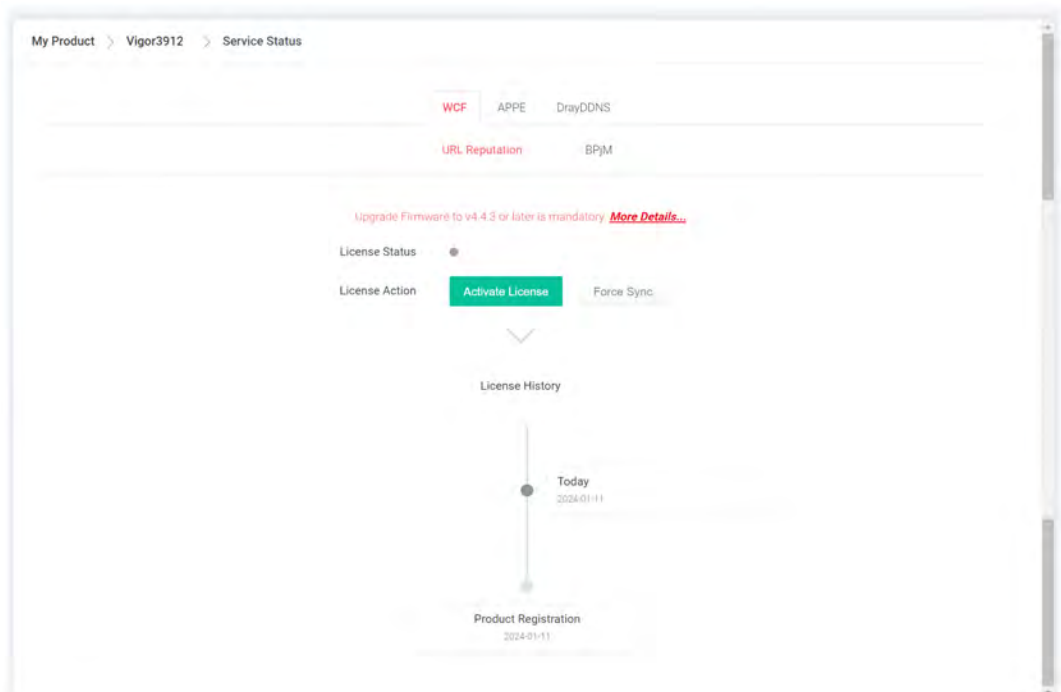 My Product > Vigor3912 > Service Status
WCF APPE DrayDDNS
URL Reputation BPjM
Upgrade Firmware to v4.4.3 or later is mandatory. More Details...
License Status
License Action Activate License Force Sync
License History
Today
2024-01-11
Product Registration
2024-01-11